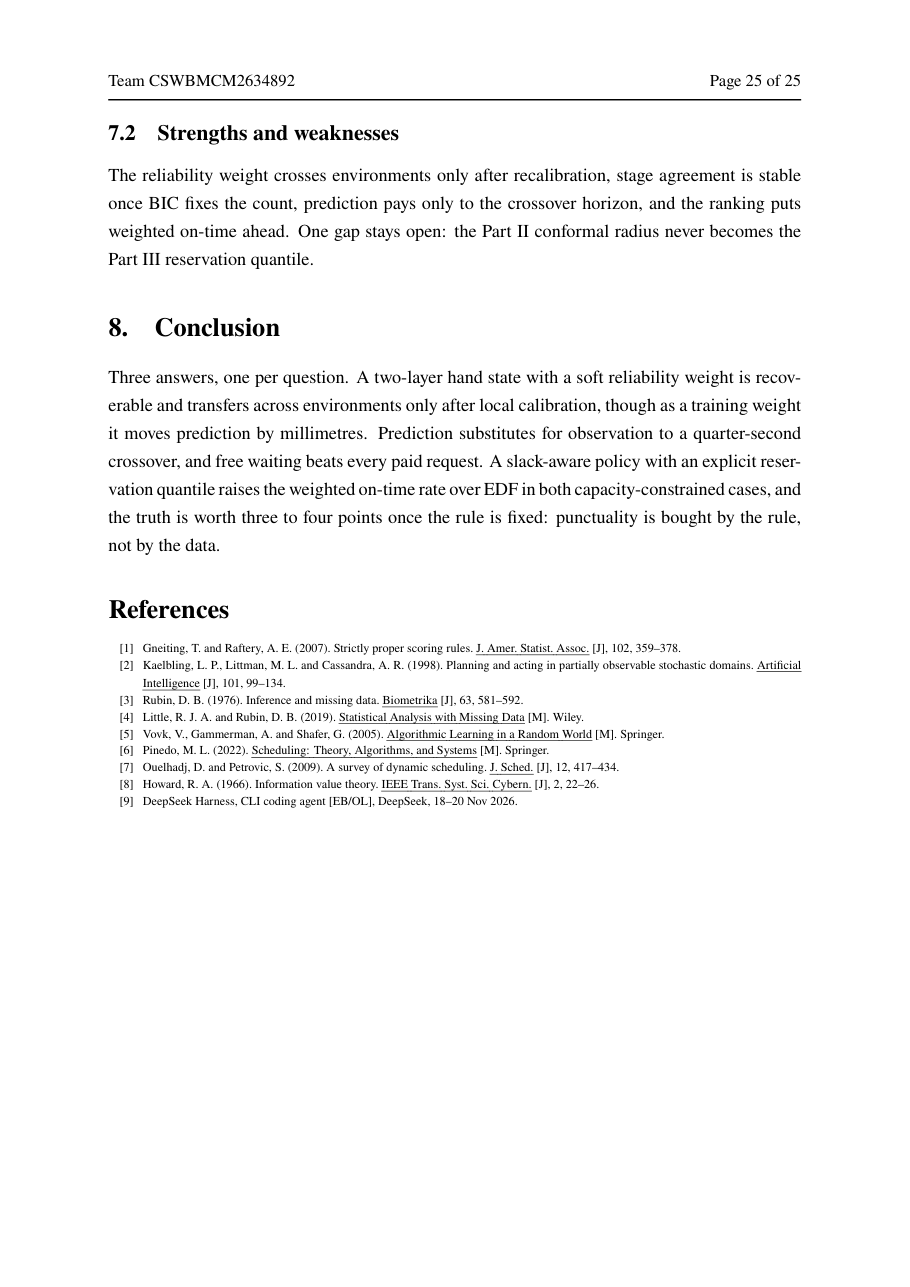 Team CSWBMCM2634892 Page 25 of 25
7.2 Strengths and weaknesses
The reliability weight crosses environments only after recalibration, stage agreement is stable
once BIC fixes the count, prediction pays only to the crossover horizon, and the ranking puts
weighted on-time ahead. One gap stays open: the Part II conformal radius never becomes the
Part III reservation quantile.
8. Conclusion
Three answers, one per question. A two-layer hand state with a soft reliability weight is recov-
erable and transfers across environments only after local calibration, though as a training weight
it moves prediction by millimetres. Prediction substitutes for observation to a quarter-second
crossover, and free waiting beats every paid request. A slack-aware policy with an explicit reser-
vation quantile raises the weighted on-time rate over EDF in both capacity-constrained cases, and
the truth is worth three to four points once the rule is fixed: punctuality is bought by the rule,
not by the data.
References
[1] Gneiting, T. and Raftery, A. E. (2007). Strictly proper scoring rules. J. Amer. Statist. Assoc. [J], 102, 359–378.
[2] Kaelbling, L. P., Littman, M. L. and Cassandra, A. R. (1998). Planning and acting in partially observable stochastic domains. Artificial
Intelligence [J], 101, 99–134.
[3] Rubin, D. B. (1976). Inference and missing data. Biometrika [J], 63, 581–592.
[4] Little, R. J. A. and Rubin, D. B. (2019). Statistical Analysis with Missing Data [M]. Wiley.
[5] Vovk, V., Gammerman, A. and Shafer, G. (2005). Algorithmic Learning in a Random World [M]. Springer.
[6] Pinedo, M. L. (2022). Scheduling: Theory, Algorithms, and Systems [M]. Springer.
[7] Ouelhadj, D. and Petrovic, S. (2009). A survey of dynamic scheduling. J. Sched. [J], 12, 417–434.
[8] Howard, R. A. (1966). Information value theory. IEEE Trans. Syst. Sci. Cybern. [J], 2, 22–26.
[9] DeepSeek Harness, CLI coding agent [EB/OL], DeepSeek, 18–20 Nov 2026.